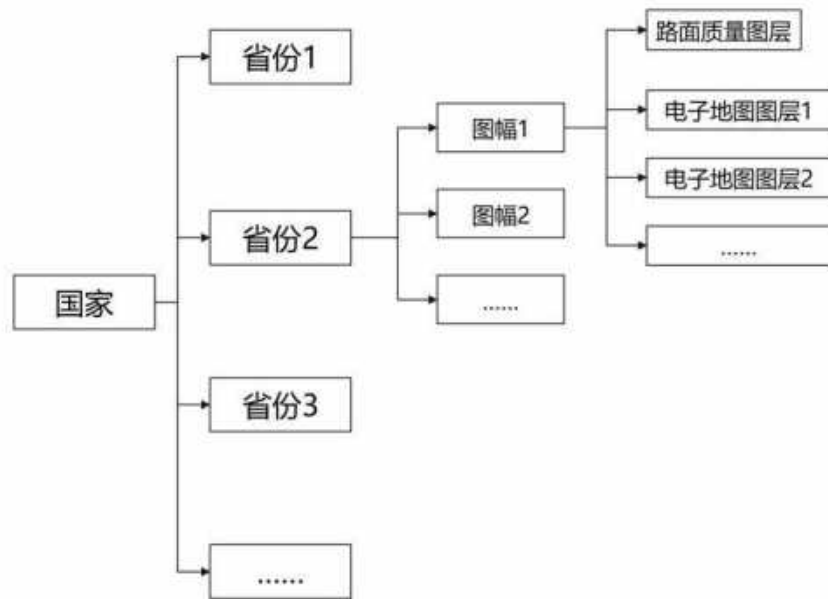 国家
省份1
省份2
省份3
......
图幅1
图幅2
......
路面质量图层
电子地图图层1
电子地图图层2
......